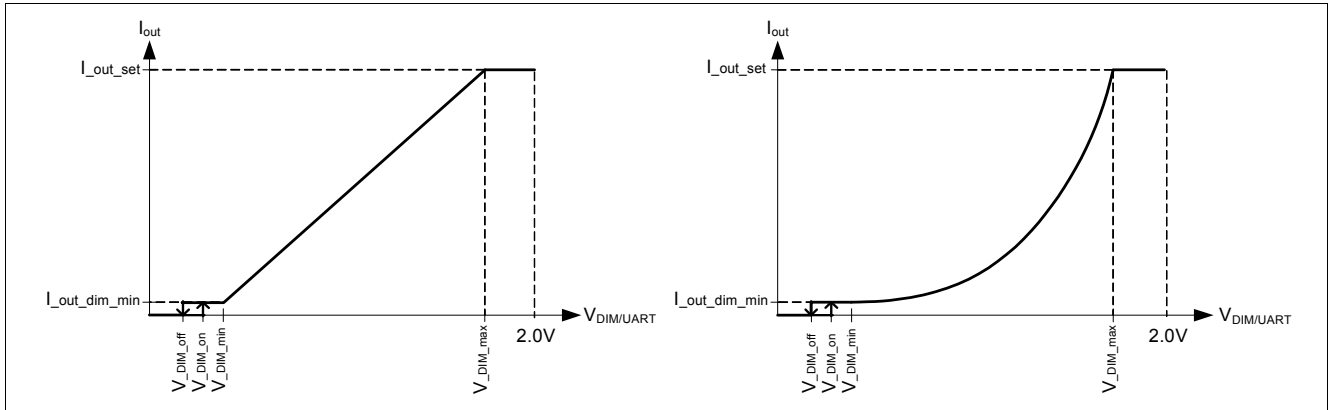 I_out
I_out_set
I_out_dim_min
V_DIM/UART
2.0V
V_DIM_off
V_DIM_on
V_DIM_min
V_DIM_max
I_out
I_out_set
I_out_dim_min
V_DIM/UART
2.0V
V_DIM_off
V_DIM_on
V_DIM_min
V_DIM_max